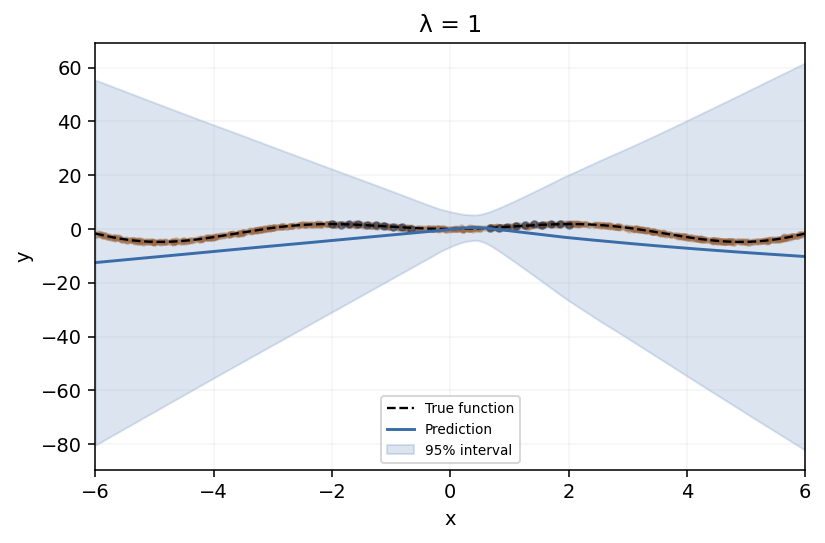 λ = 1
60
40
20
0
−20
−40
−60
−80
y
True function
Prediction
95% interval
−6 −4 −2 0 2 4 6
x